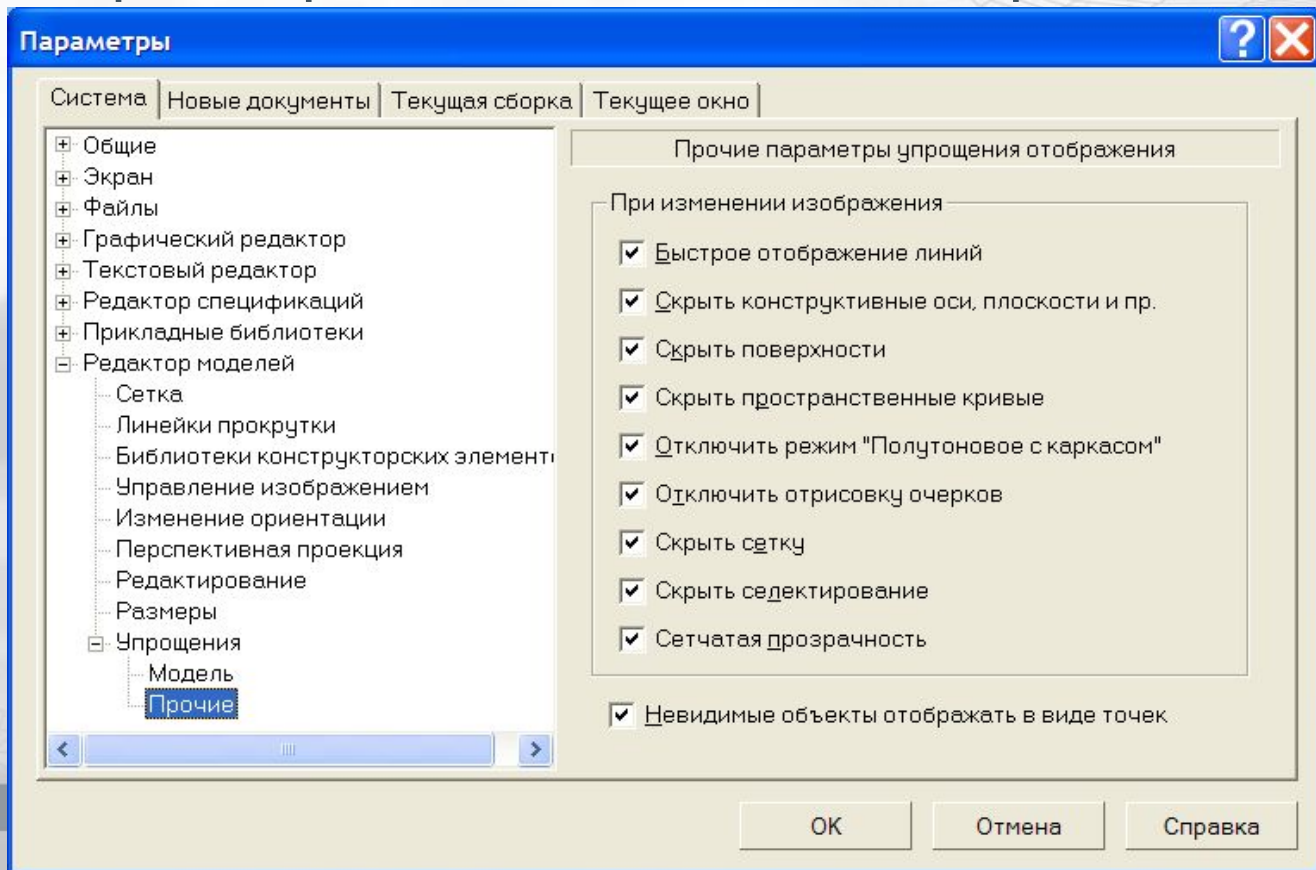 Параметры
Система Новые документы Текущая сборка Текущее окно
Общие
Экран
Файлы
Графический редактор
Текстовый редактор
Редактор спецификаций
Прикладные библиотеки
Редактор моделей
Сетка
Линейки прокрутки
Библиотеки конструкторских элементо
Управление изображением
Изменение ориентации
Перспективная проекция
Редактирование
Размеры
Упрощения
Модель
Прочие
Прочие параметры упрощения отображения
При изменении изображения
Быстрое отображение линий
Скрыть конструктивные оси, плоскости и пр.
Скрыть поверхности
Скрыть пространственные кривые
Отключить режим "Полутоновое с каркасом"
Отключить отрисовку очерков
Скрыть сетку
Скрыть селектирование
Сетчатая прозрачность
Невидимые объекты отображать в виде точек
OK Отмена Справка